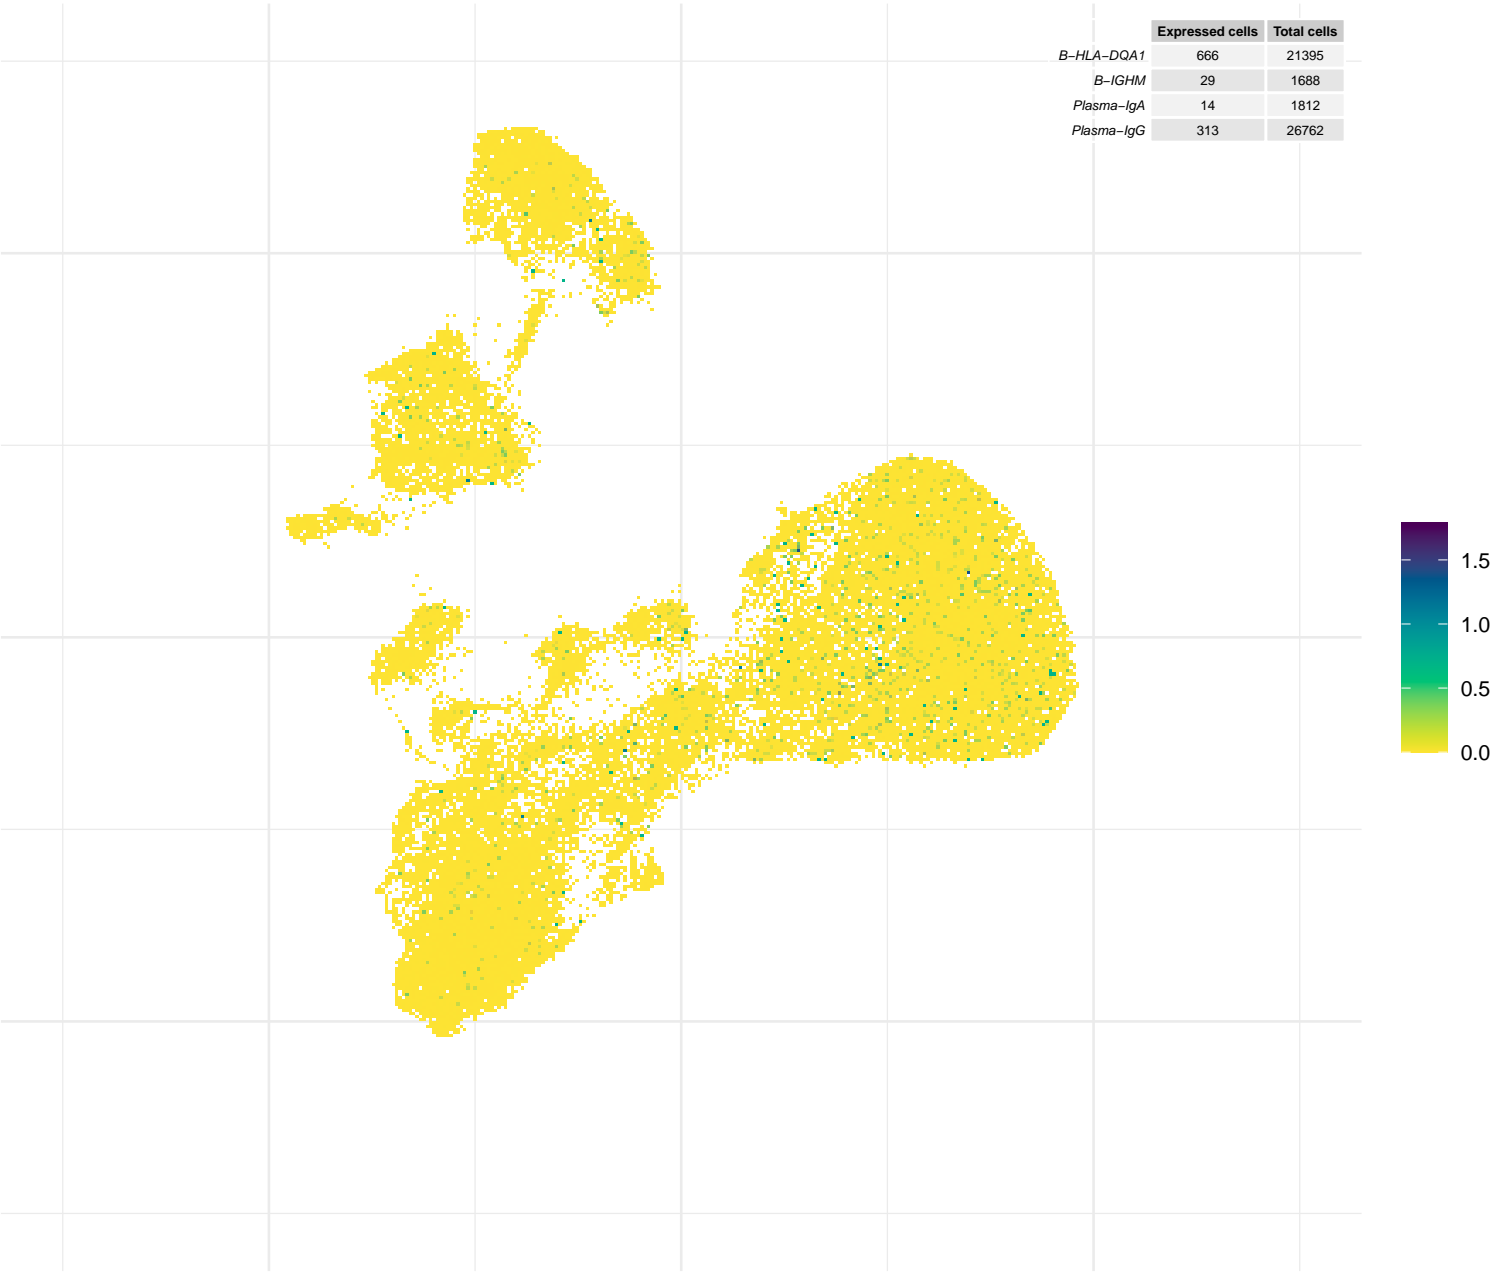 Expressed cells Total cells
B−HLA−DQA1 666 21395
B−IGHM 29 1688
Plasma−IgA 14 1812
Plasma−IgG 313 26762
1.5
1.0
0.5
0.0